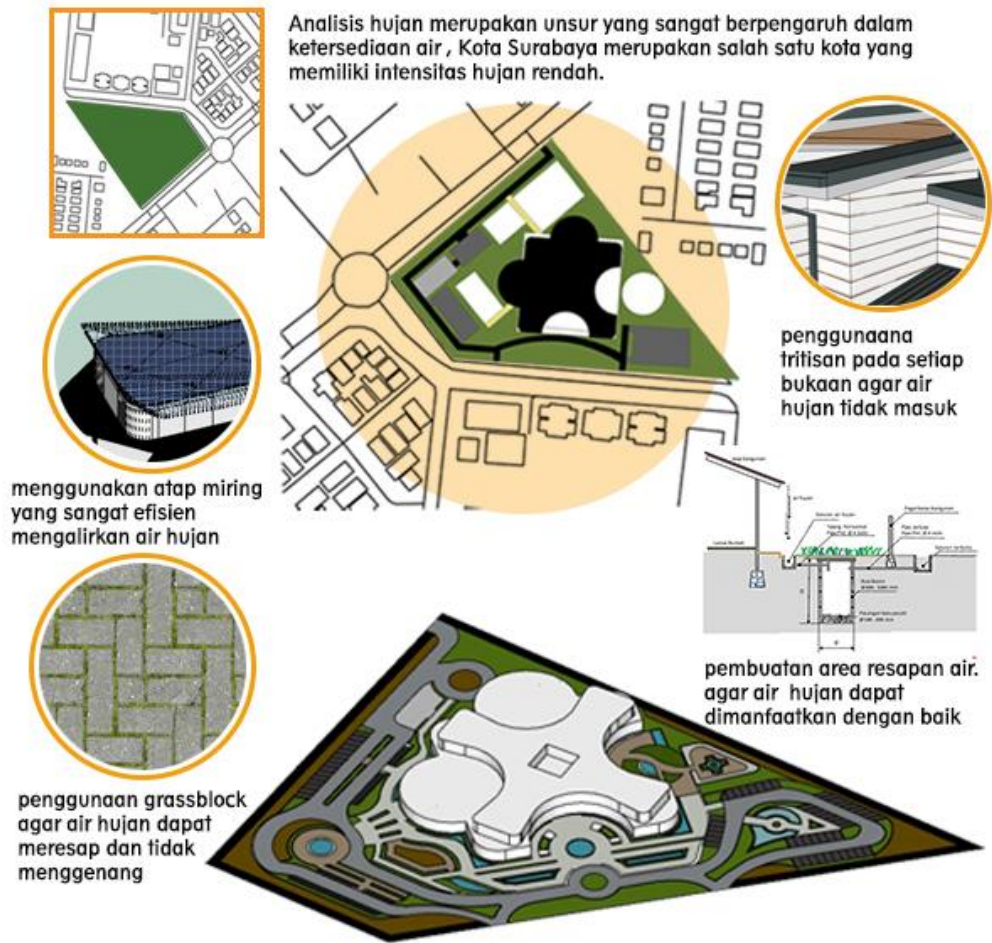 Analisis hujan merupakan unsur yang sangat berpengaruh dalam
ketersediaan air , Kota Surabaya merupakan salah satu kota yang
memiliki intensitas hujan rendah.
penggunaana
tritisan pada setiap
bukaan agar air
hujan tidak masuk
menggunakan atap miring
yang sangat efisien
mengalirkan air hujan
pembuatan area resapan air.
agar air hujan dapat
dimanfaatkan dengan baik
penggunaan grassblock
agar air hujan dapat
meresap dan tidak
menggenang